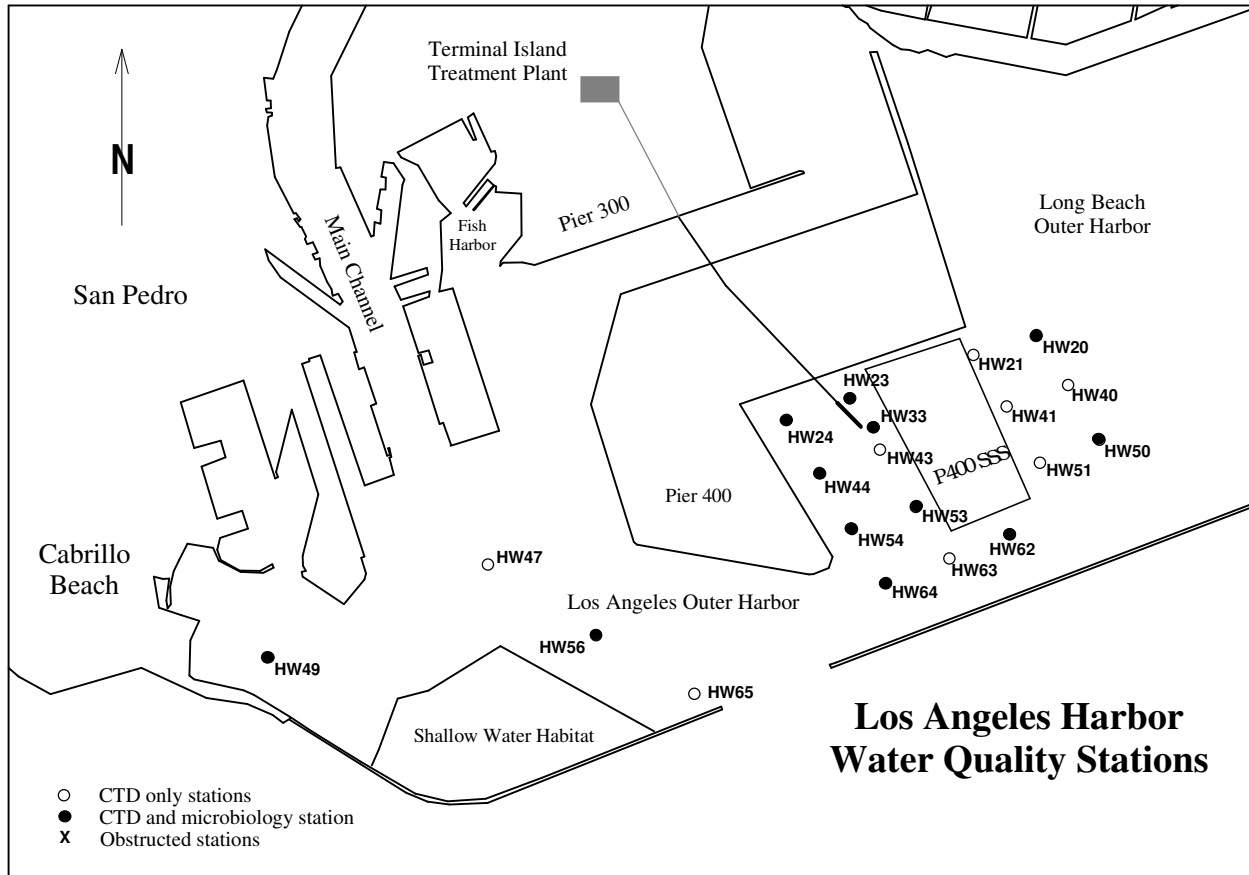 Terminal Island
Treatment Plant
N
Main Channel
Fish
Harbor
Pier 300
Long Beach
Outer Harbor
San Pedro
HW20
HW21
HW23
HW40
HW33
HW41
HW24
HW43
HW50
HW51
P400 SSS
HW44
Pier 400
HW53
HW54
HW62
Cabrillo
Beach
HW47
HW63
HW64
Los Angeles Outer Harbor
HW56
HW49
HW65
Shallow Water Habitat
Los Angeles Harbor
Water Quality Stations
CTD only stations
CTD and microbiology station
X Obstructed stations